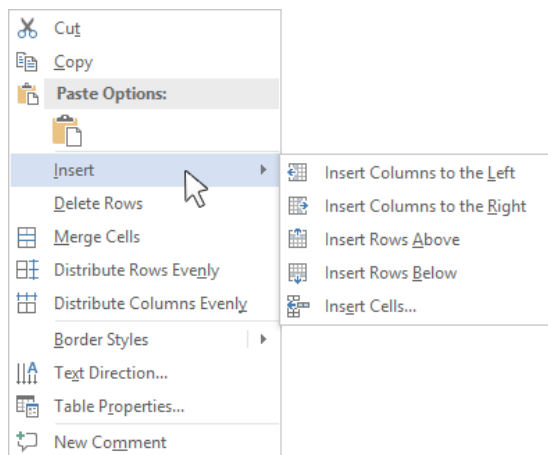 Cut
Copy
Paste Options:
Insert
Delete Rows
Merge Cells
Distribute Rows Evenly
Distribute Columns Evenly
Border Styles
Text Direction...
Table Properties...
New Comment
Insert Columns to the Left
Insert Columns to the Right
Insert Rows Above
Insert Rows Below
Insert Cells...